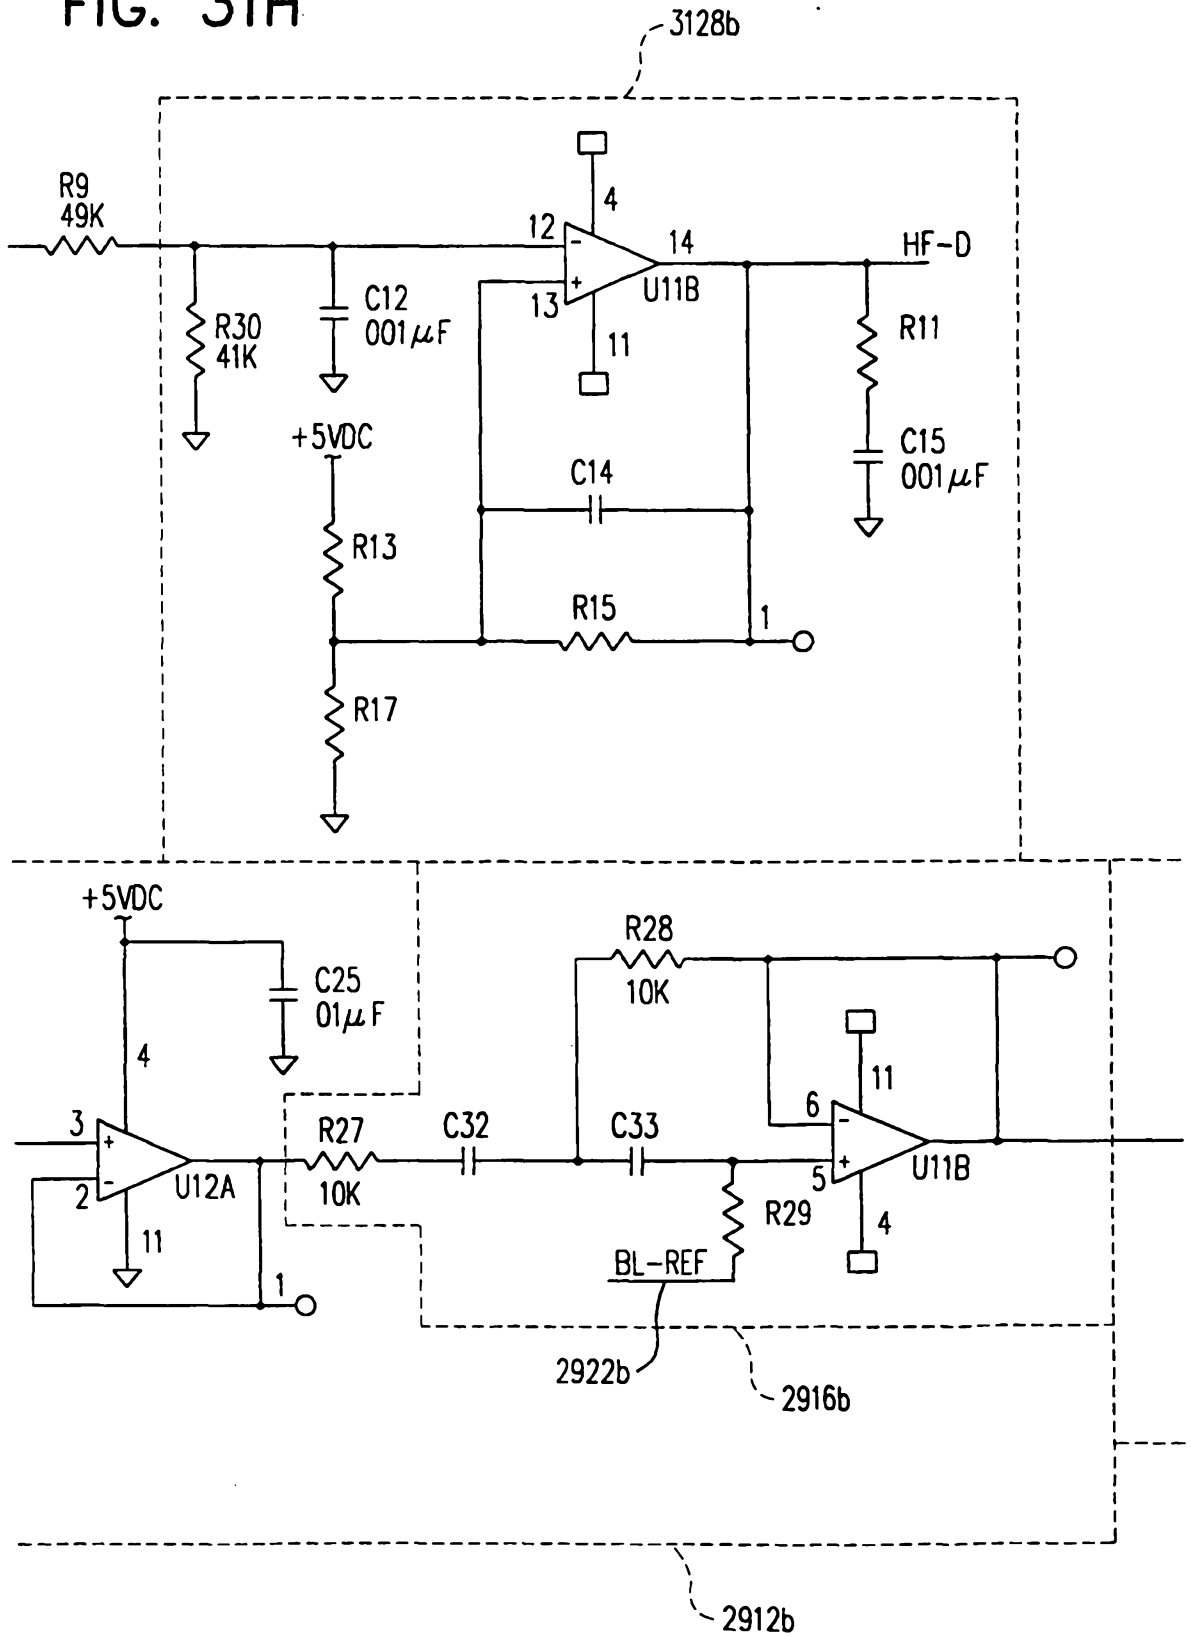 FIG. 31H
3128b
R9
49K
4
12
-
14
HF-D
+
13
U11B
R30
41K
C12
001µF
11
R11
+5VDC
C14
C15
001µF
R13
R15
1
R17
+5VDC
R28
10K
C25
01µF
4
11
3
+
R27
10K
C32
C33
6
-
+
5
U11B
2
-
U12A
R29
4
11
BL-REF
1
2922b
2916b
2912b